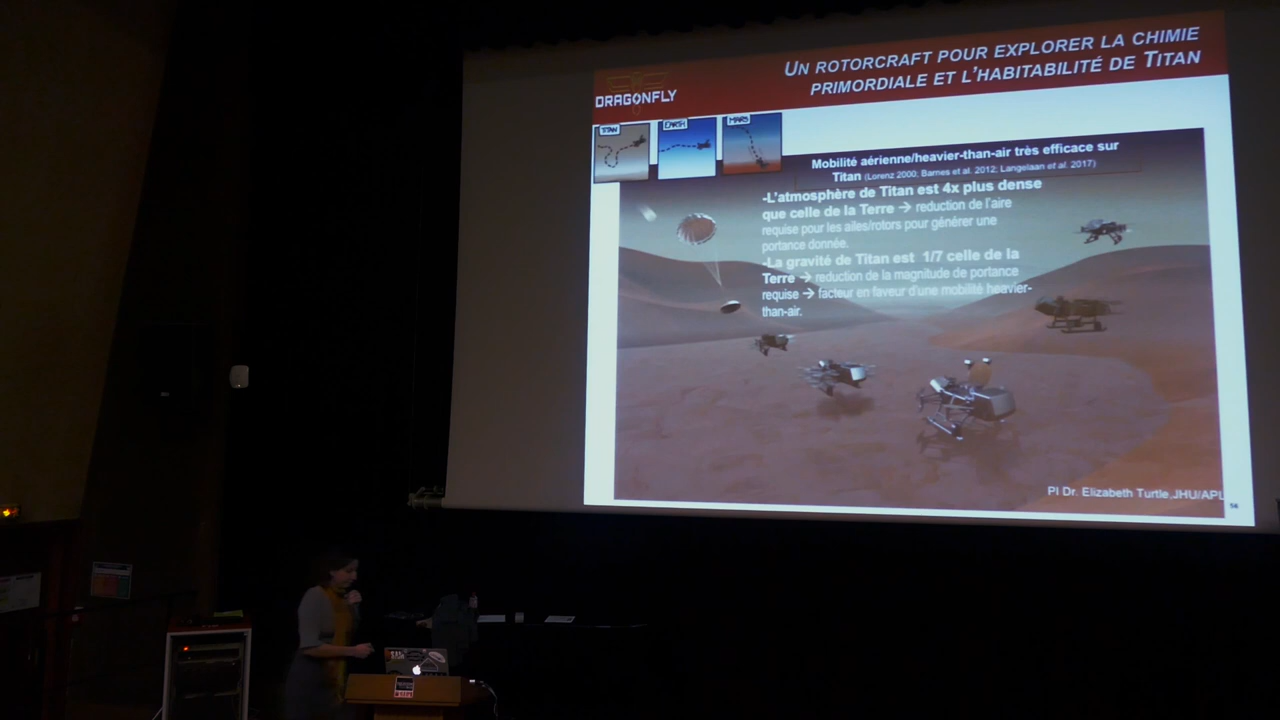 UN ROTORCRAFT POUR EXPLORER LA CHIMIE
PRIMORDIALE ET L'HABITABILITÉ DE TITAN
DRAGONFLY
TITAN
EARTH
MARS
Mobilité aérienne/heavier-than-air très efficace sur
Titan (Lorenz 2000; Barnes et al. 2012; Langelaan et al. 2017)
-L'atmosphère de Titan est 4x plus dense
que celle de la Terre → reduction de l'aire
requise pour les ailes/rotors pour générer une
portance donnée.
-La gravité de Titan est 1/7 celle de la
Terre → reduction de la magnitude de portance
requise → facteur en faveur d'une mobilité heavier-
than-air.
PI Dr. Elizabeth Turtle, JHU/APL
56